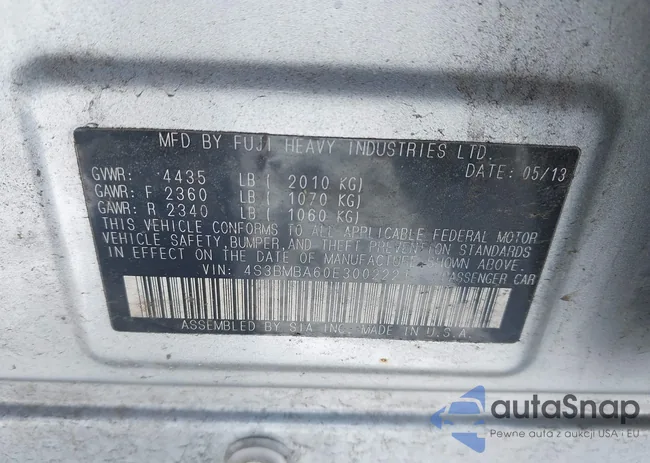 MFD BY FUJI HEAVY INDUSTRIES LTD.
DATE: 05/13
GVWR: 4435 LB ( 2010 KG)
GAWR: F 2360 LB ( 1070 KG)
GAWR: R 2340 LB ( 1060 KG)
THIS VEHICLE CONFORMS TO ALL APPLICABLE FEDERAL MOTOR
VEHICLE SAFETY, BUMPER, AND THEFT PREVENTION STANDARDS
IN EFFECT ON THE DATE OF MANUFACTURE SHOWN ABOVE.
VIN: PASSENGER CAR
ASSEMBLED BY SIA INC. MADE IN U.S.A.
autoSnap
Pewne auta z aukcji USA i EU